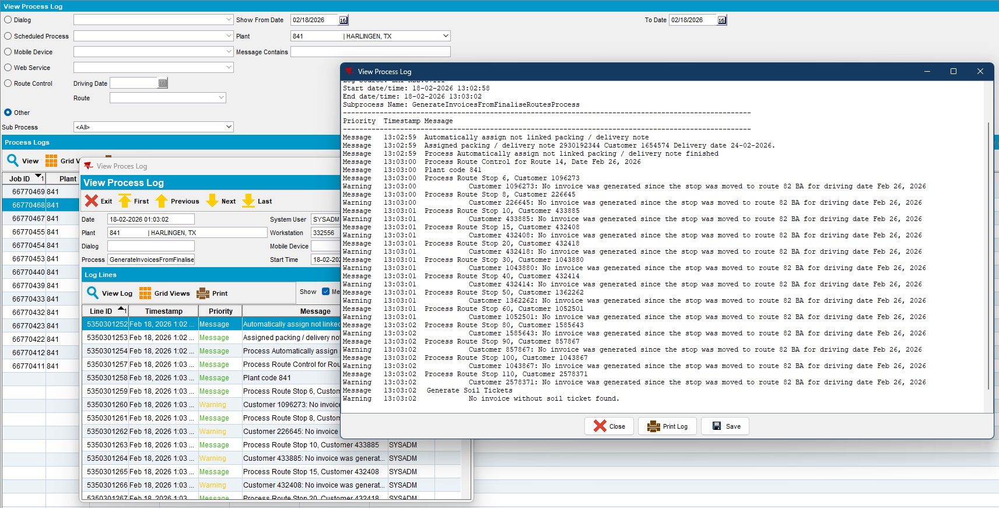 View Process Log
Dialog
Show From Date 02/18/2026 16
To Date 02/18/2026 16
Scheduled Process
Plant 841 | HARLINGEN, TX
Mobile Device
Message Contains
Web Service
Route Control
Driving Date 16
Route
Other
Sub Process <All>
Process Logs
View Grid V
Job ID 1 Plant
66770469 841
66770468 841
66770467 841
66770455 841
66770454 841
66770453 841
66770440 841
66770439 841
66770433 841
66770432 841
66770423 841
66770422 841
66770412 841
66770411 841
View Proces Log
View Process Log
Exit First Previous Next Last
Date 18-02-2026 01:03:02
System User SYSADM
Plant 841 | HARLINGEN, TX
Workstation 332556
Dialog
Mobile Device
Process GenerateInvoicesFromFinalise
Start Time 18-02-202
Log Lines
View Log Grid Views Print Show Me
Line ID 1 Timestamp Priority Message
5350301252 Feb 18, 2026 1:02 ... Message Automatically assign not linked
5350301253 Feb 18, 2026 1:02 ... Message Assigned packing / delivery no
5350301254 Feb 18, 2026 1:02 ... Message Process Automatically assign
5350301257 Feb 18, 2026 1:03 ... Message Process Route Control for Rou
5350301258 Feb 18, 2026 1:03 ... Message Plant code 841
5350301259 Feb 18, 2026 1:03 ... Message Process Route Stop 6, Custom
5350301260 Feb 18, 2026 1:03 ... Warning Customer 1096273: No invoice
5350301261 Feb 18, 2026 1:03 ... Message Process Route Stop 8, Custom
5350301262 Feb 18, 2026 1:03 ... Warning Customer 226645: No invoice
5350301263 Feb 18, 2026 1:03 ... Message Process Route Stop 10, Customer 433885 SYSADM
5350301264 Feb 18, 2026 1:03 ... Warning Customer 433885: No invoice was generat... SYSADM
5350301265 Feb 18, 2026 1:03 ... Message Process Route Stop 15, Customer 432408 SYSADM
5350301266 Feb 18, 2026 1:03 ... Warning Customer 432408: No invoice was generat... SYSADM
5350301267 Feb 18, 2026 1:03 Message Process Route Stop 20, Customer 432418 SYSADM
View Process Log
Start date/time: 18-02-2026 13:02:58
End date/time: 18-02-2026 13:03:02
Subprocess Name: GenerateInvoicesFromFinaliseRoutesProcess
Priority Timestamp Message
Message 13:02:59 Automatically assign not linked packing / delivery note
Message 13:02:59 Assigned packing / delivery note 2930192344 Customer 1654574 Delivery date 24-02-2026.
Message 13:02:59 Process Automatically assign not linked packing / delivery note finished
Message 13:03:00 Process Route Control for Route 14, Date Feb 26, 2026
Message 13:03:00 Plant code 841
Message 13:03:00 Process Route Stop 6, Customer 1096273
Warning 13:03:00 Customer 1096273: No invoice was generated since the stop was moved to route 82 BA for driving date Feb 26, 2026
Message 13:03:00 Process Route Stop 8, Customer 226645
Warning 13:03:00 Customer 226645: No invoice was generated since the stop was moved to route 82 BA for driving date Feb 26, 2026
Message 13:03:01 Process Route Stop 10, Customer 433885
Warning 13:03:01 Customer 433885: No invoice was generated since the stop was moved to route 82 BA for driving date Feb 26, 2026
Message 13:03:01 Process Route Stop 15, Customer 432408
Warning 13:03:01 Customer 432408: No invoice was generated since the stop was moved to route 82 BA for driving date Feb 26, 2026
Message 13:03:01 Process Route Stop 20, Customer 432418
Warning 13:03:01 Customer 432418: No invoice was generated since the stop was moved to route 82 BA for driving date Feb 26, 2026
Message 13:03:01 Process Route Stop 30, Customer 1043880
Warning 13:03:01 Customer 1043880: No invoice was generated since the stop was moved to route 82 BA for driving date Feb 26, 2026
Message 13:03:01 Process Route Stop 40, Customer 432414
Warning 13:03:01 Customer 432414: No invoice was generated since the stop was moved to route 82 BA for driving date Feb 26, 2026
Message 13:03:01 Process Route Stop 50, Customer 1362262
Warning 13:03:01 Customer 1362262: No invoice was generated since the stop was moved to route 82 BA for driving date Feb 26, 2026
Message 13:03:01 Process Route Stop 60, Customer 1052501
Warning 13:03:01 Customer 1052501: No invoice was generated since the stop was moved to route 82 BA for driving date Feb 26, 2026
Message 13:03:02 Process Route Stop 80, Customer 1585643
Warning 13:03:02 Customer 1585643: No invoice was generated since the stop was moved to route 82 BA for driving date Feb 26, 2026
Message 13:03:02 Process Route Stop 90, Customer 857867
Warning 13:03:02 Customer 857867: No invoice was generated since the stop was moved to route 82 BA for driving date Feb 26, 2026
Message 13:03:02 Process Route Stop 100, Customer 1043867
Warning 13:03:02 Customer 1043867: No invoice was generated since the stop was moved to route 82 BA for driving date Feb 26, 2026
Message 13:03:02 Process Route Stop 110, Customer 2578371
Warning 13:03:02 Customer 2578371: No invoice was generated since the stop was moved to route 82 BA for driving date Feb 26, 2026
Message 13:03:02 Generate Soil Tickets
Warning 13:03:02 No invoice without soil ticket found.
Close Print Log Save